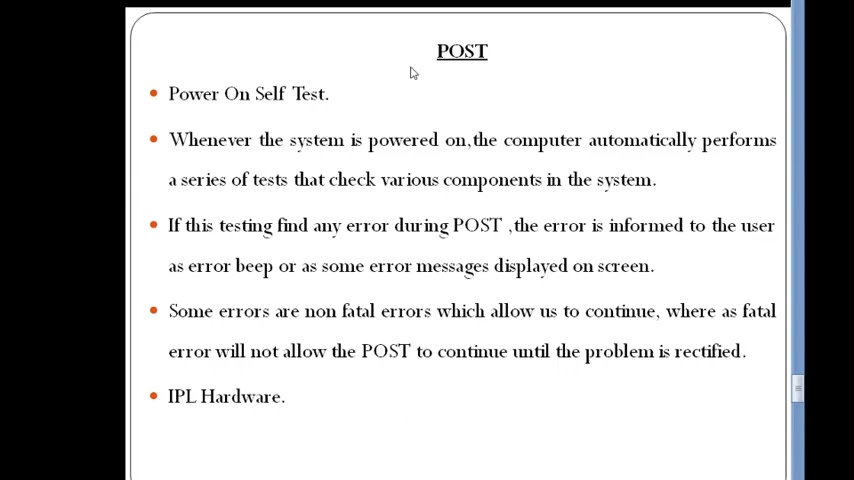 POST
Power On Self Test.
Whenever the system is powered on,the computer automatically performs
a series of tests that check various components in the system.
If this testing find any error during POST ,the error is informed to the user
as error beep or as some error messages displayed on screen.
Some errors are non fatal errors which allow us to continue, where as fatal
error will not allow the POST to continue until the problem is rectified.
IPL Hardware.